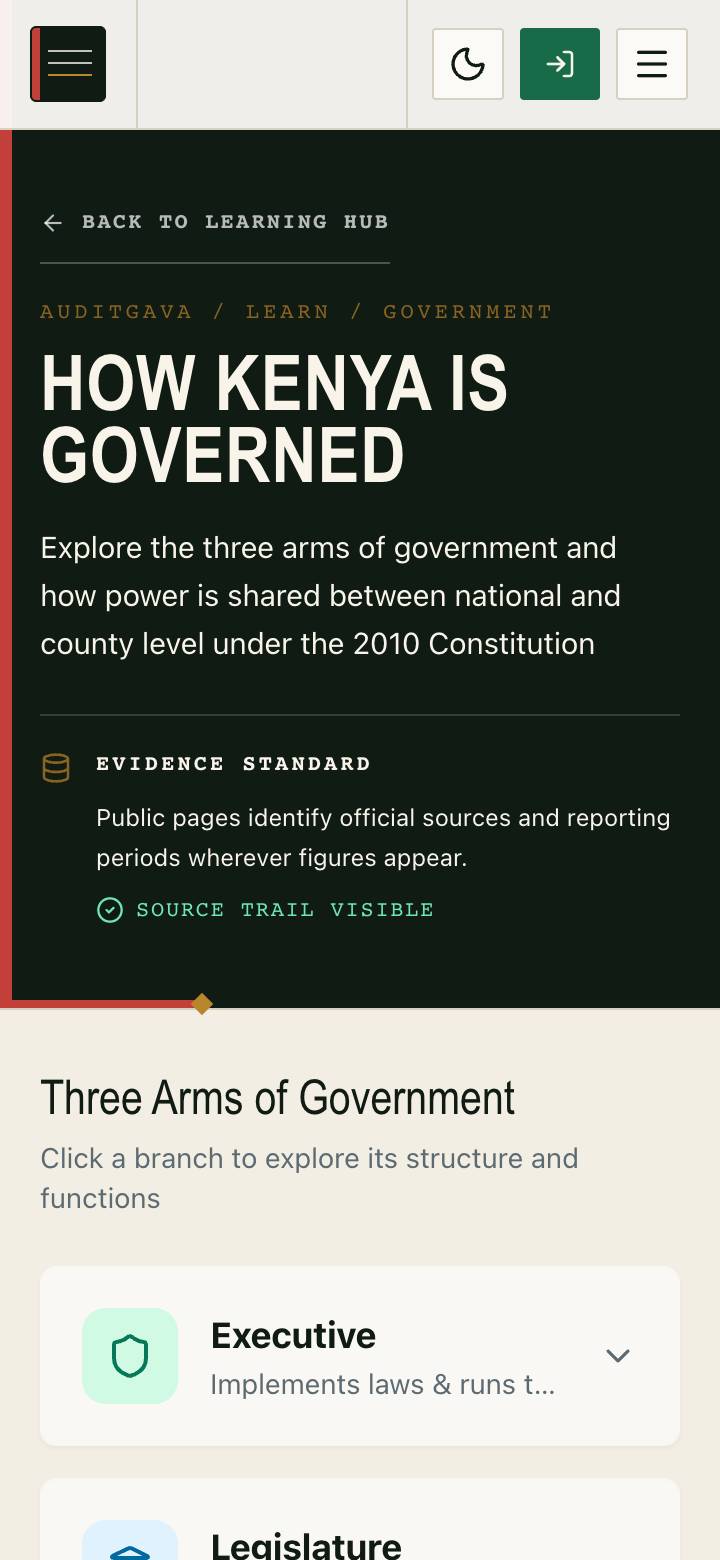 BACK TO LEARNING HUB
AUDITGAVA / LEARN / GOVERNMENT
HOW KENYA IS
GOVERNED
Explore the three arms of government and
how power is shared between national and
county level under the 2010 Constitution
EVIDENCE STANDARD
Public pages identify official sources and reporting
periods wherever figures appear.
SOURCE TRAIL VISIBLE
Three Arms of Government
Click a branch to explore its structure and
functions
Executive
Implements laws & runs t...
Legislature